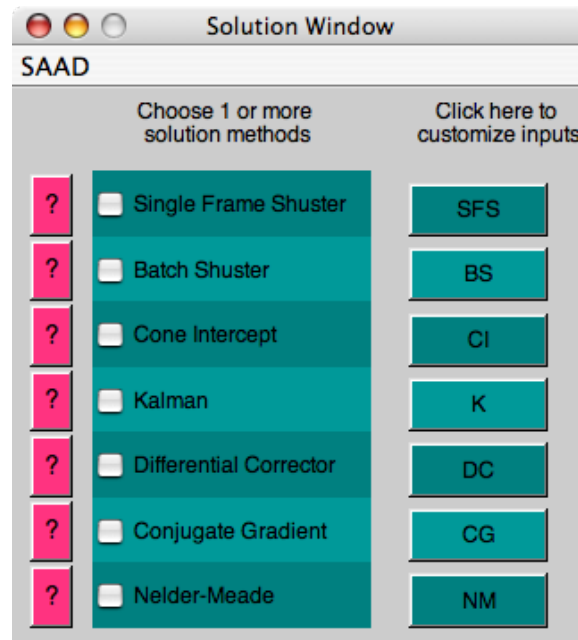 Solution Window
SAAD
Choose 1 or more
solution methods
Click here to
customize inputs
? Single Frame Shuster SFS
? Batch Shuster BS
? Cone Intercept CI
? Kalman K
? Differential Corrector DC
? Conjugate Gradient CG
? Nelder-Meade NM